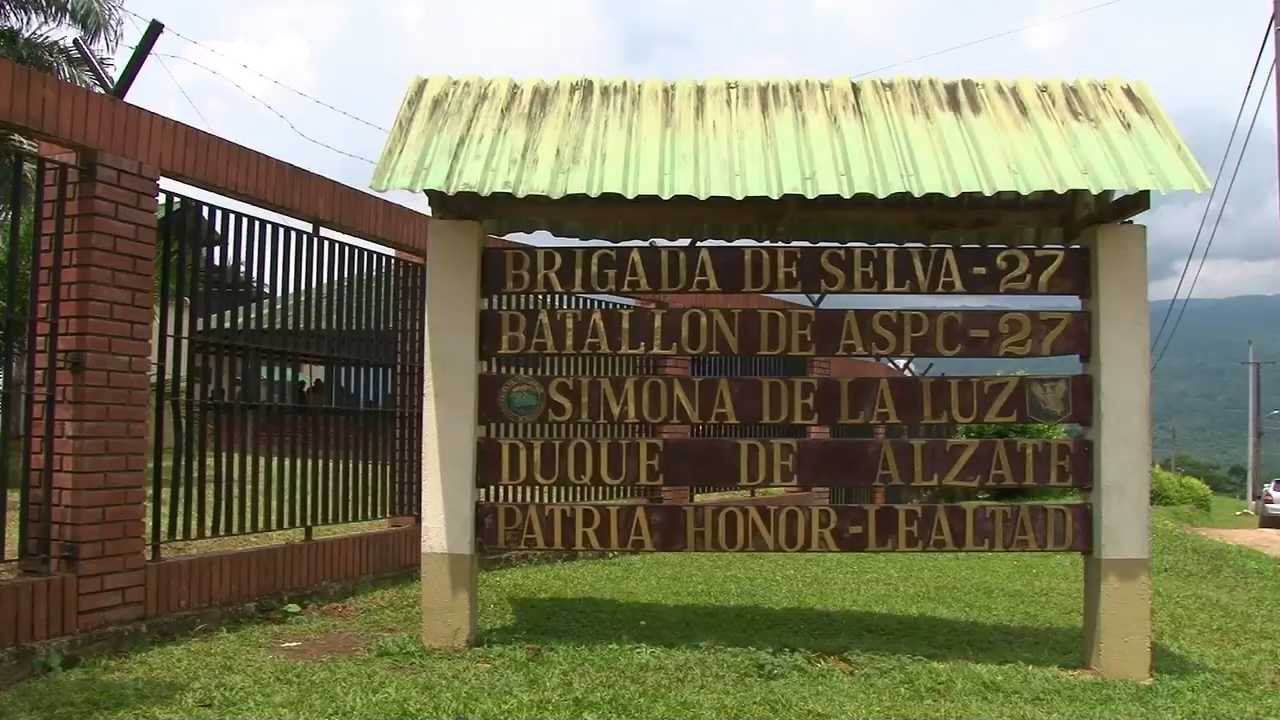 BRIGADA DE SELVA-27
BATALLON DE ASPC-27
SIMONA DE LA LUZ
DUQUE DE ALZATE
PATRIA HONOR-LEALTAD